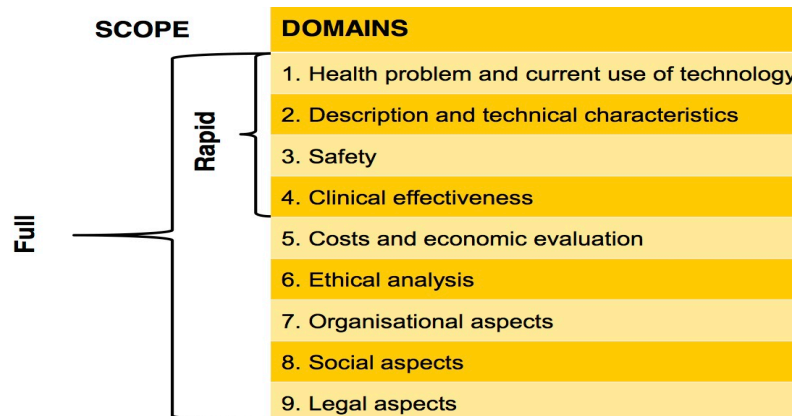 SCOPE
DOMAINS
Full
Rapid
1. Health problem and current use of technology
2. Description and technical characteristics
3. Safety
4. Clinical effectiveness
5. Costs and economic evaluation
6. Ethical analysis
7. Organisational aspects
8. Social aspects
9. Legal aspects